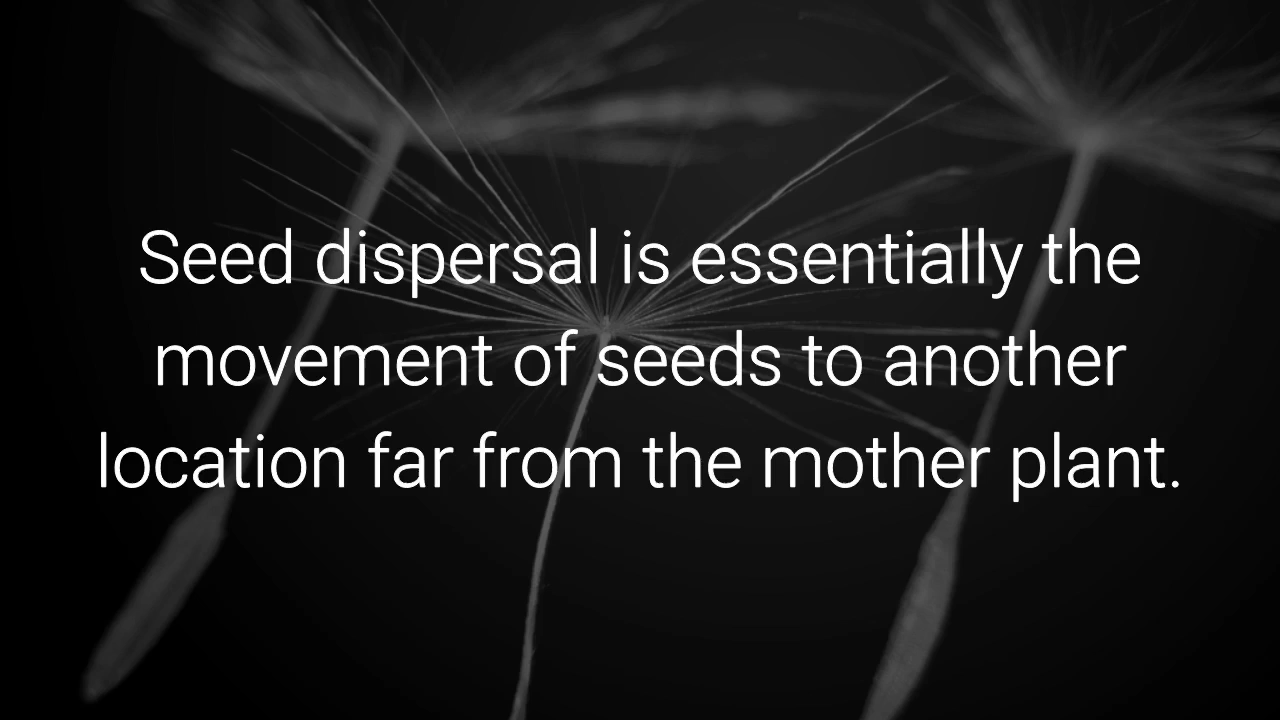 Seed dispersal is essentially the
movement of seeds to another
location far from the mother plant.